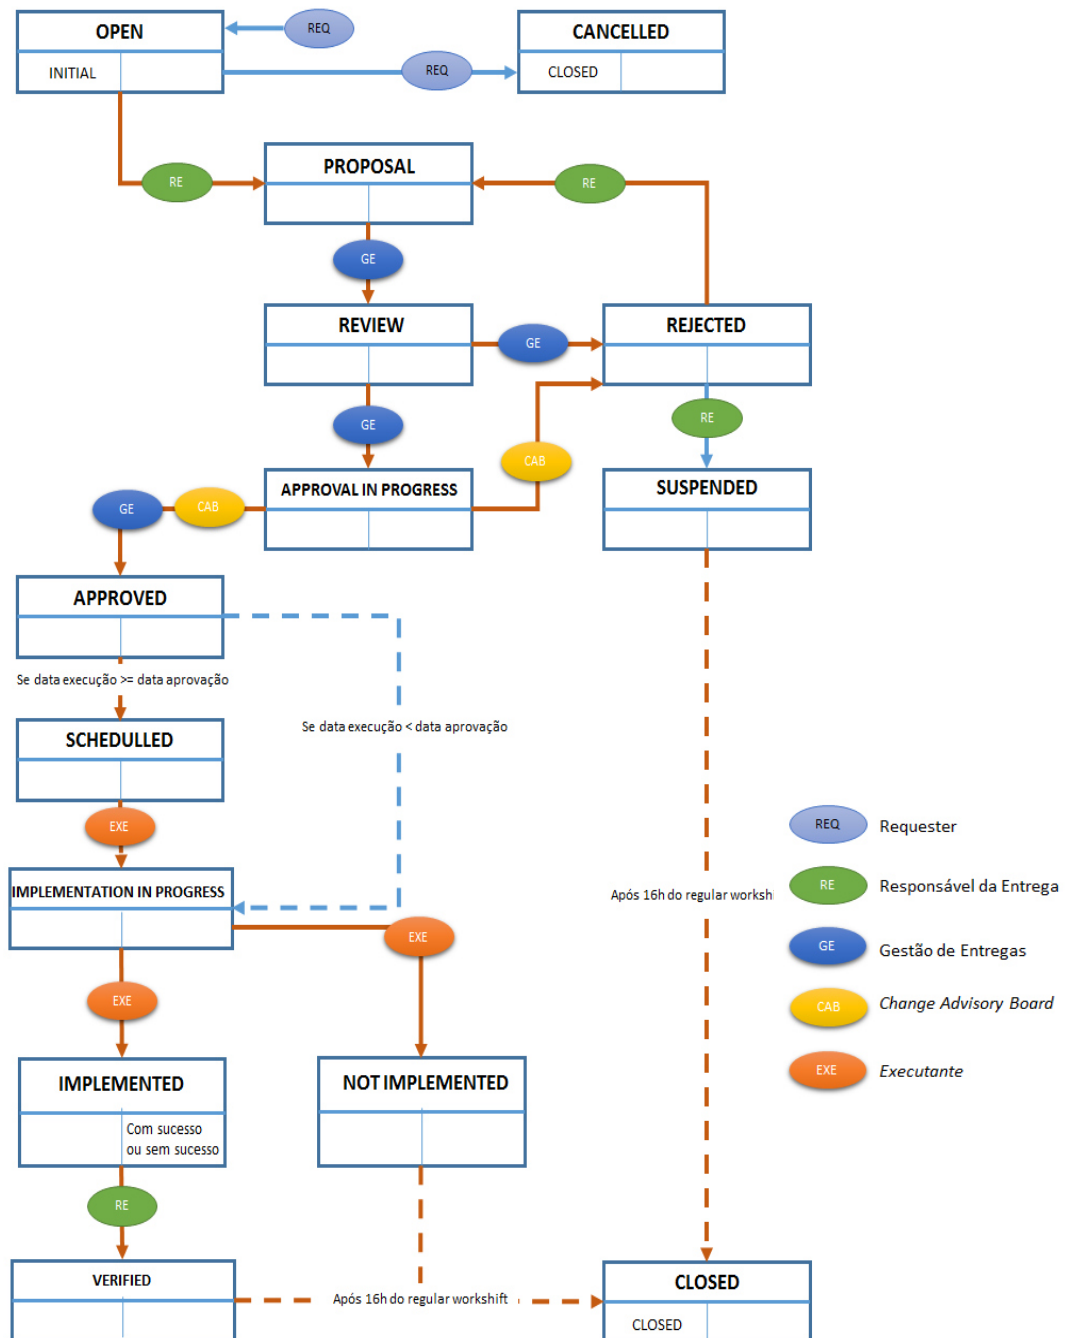 OPEN
REQ
CANCELLED
INITIAL
REQ
CLOSED
PROPOSAL
RE
RE
GE
REVIEW
REJECTED
GE
GE
RE
CAB
APPROVAL IN PROGRESS
SUSPENDED
GE
CAB
APPROVED
Se data execução >= data aprovação
Se data execução < data aprovação
SCHEDULLED
EXE
REQ
Requester
IMPLEMENTATION IN PROGRESS
Após 16h do regular workshi
RE
Responsável da Entrega
EXE
GE
Gestão de Entregas
EXE
CAB
Change Advisory Board
IMPLEMENTED
NOT IMPLEMENTED
EXE
Executante
Com sucesso
ou sem sucesso
RE
VERIFIED
CLOSED
Após 16h do regular workshift
CLOSED